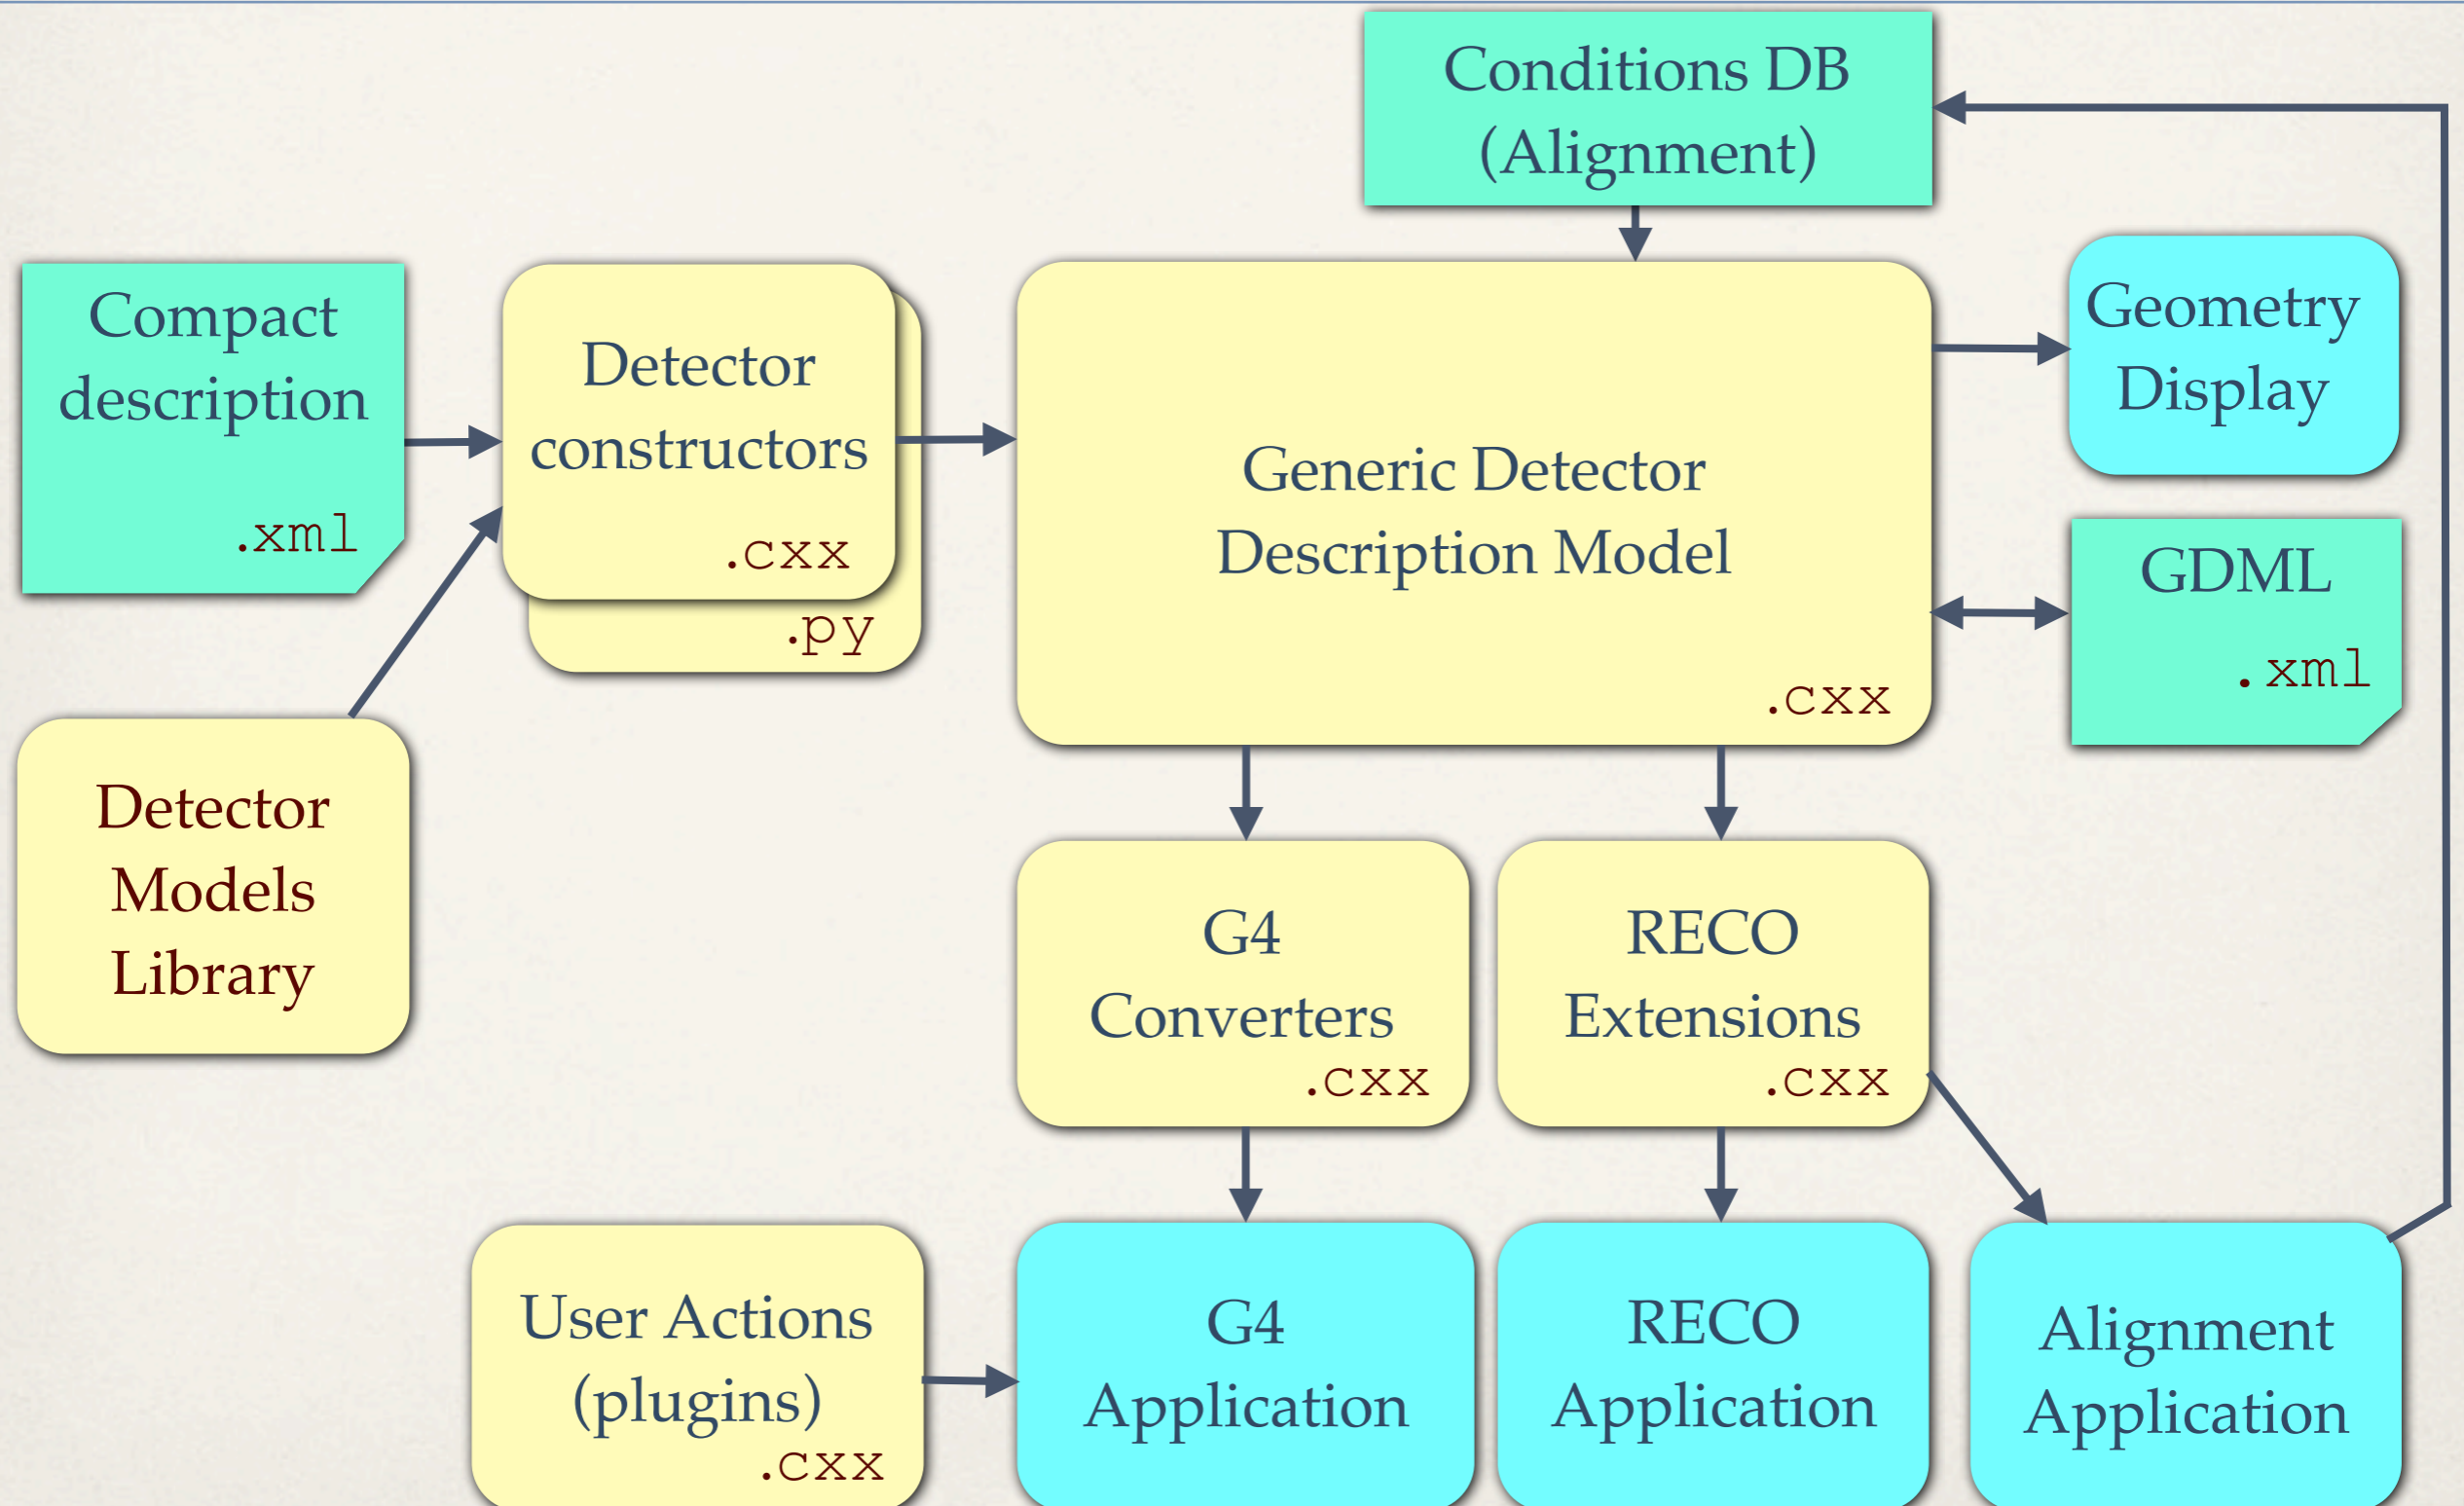 Conditions DB
(Alignment)
Compact
description
.xml
Detector
constructors
.cxx
.py
Generic Detector
Description Model
.cxx
Geometry
Display
GDML
.xml
Detector
Models
Library
G4
Converters
.cxx
RECO
Extensions
.cxx
User Actions
(plugins)
.cxx
G4
Application
RECO
Application
Alignment
Application